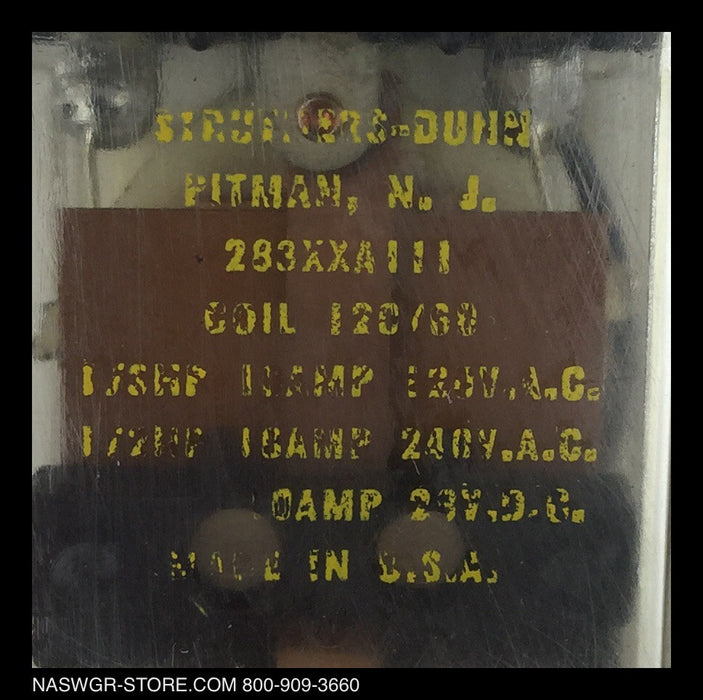 STRUTHERS-DUNN
PITMAN, N. J.
283XXA111
COIL 120/60
1/3HP 10AMP 120V.A.C.
1/2HP 10AMP 240V.A.C.
10AMP 28V.D.C.
MADE IN U.S.A.
NASWGR-STORE.COM 800-909-3660